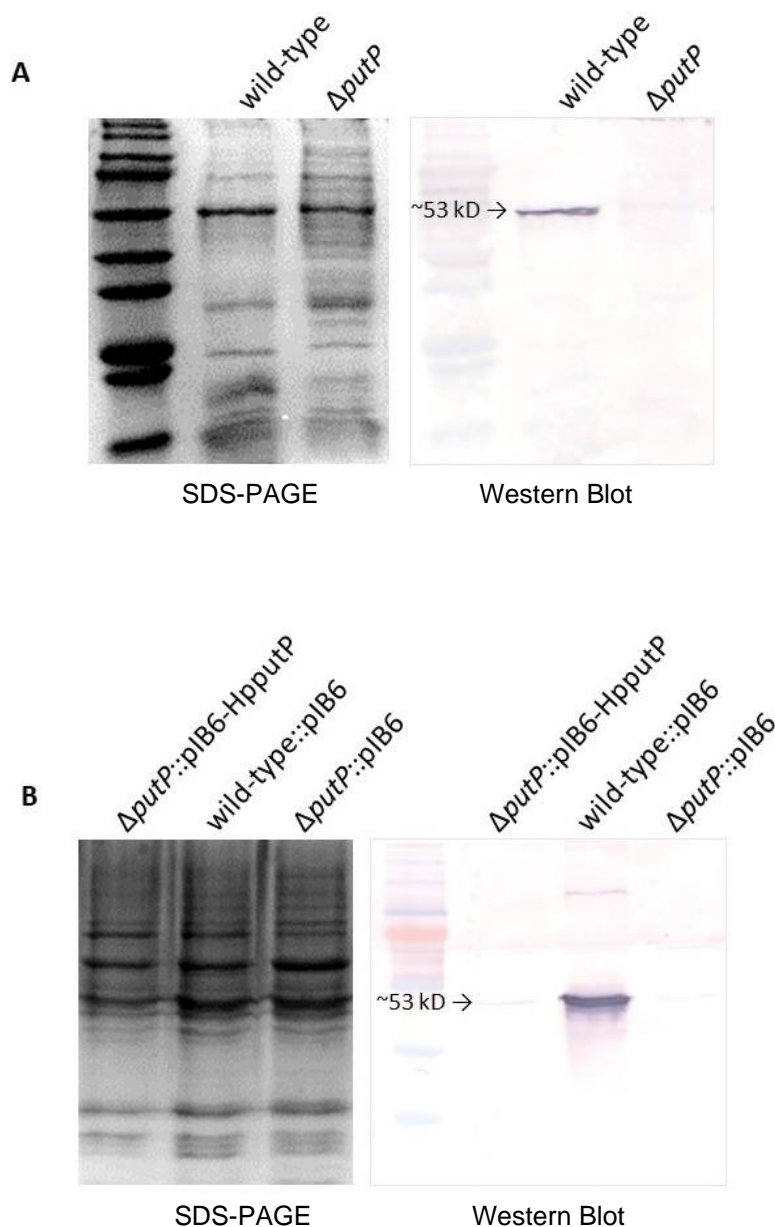 A
wild-type
ΔputP
wild-type
ΔputP
~53 kD →
SDS-PAGE
Western Blot
B
ΔputP::pIB6-HpputP
wild-type::pIB6
ΔputP::pIB6
ΔputP::pIB6-HpputP
wild-type::pIB6
ΔputP::pIB6
~53 kD →
SDS-PAGE
Western Blot